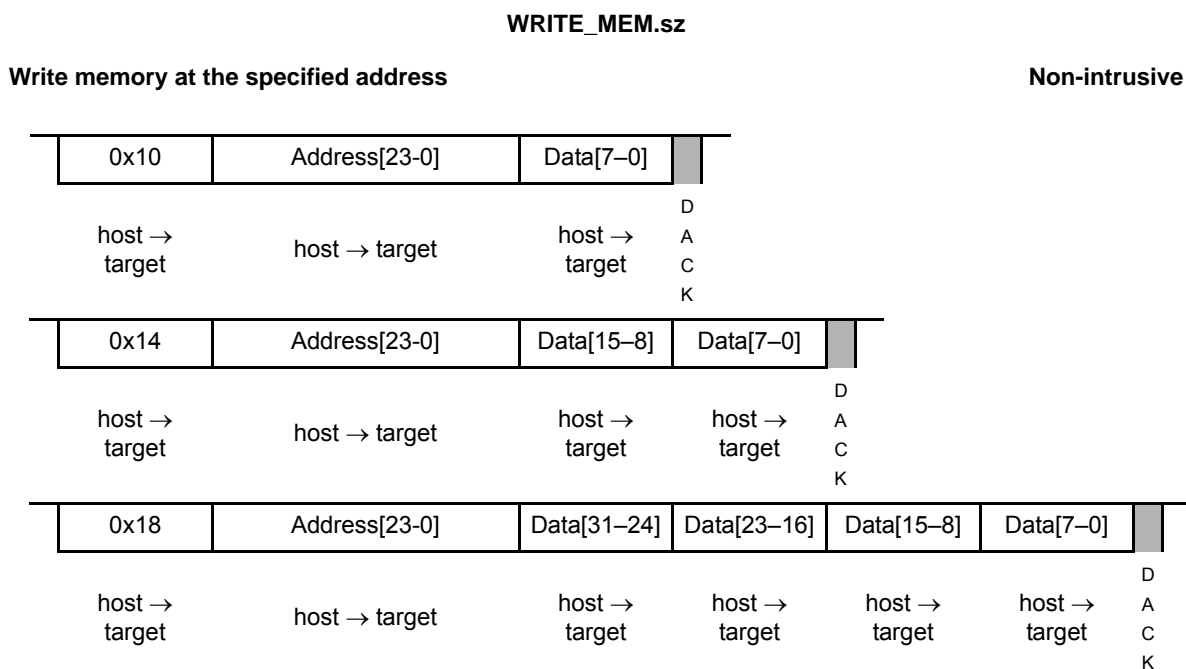 WRITE_MEM.sz
Write memory at the specified address Non-intrusive
0x10 Address[23-0] Data[7–0]
host → host → target host →
target target
D
A
C
K
0x14 Address[23-0] Data[15–8] Data[7–0]
host → host → target host → host →
target target target
D
A
C
K
0x18 Address[23-0] Data[31–24] Data[23–16] Data[15–8] Data[7–0]
host → host → target host → host → host → host →
target target target target target
D
A
C
K